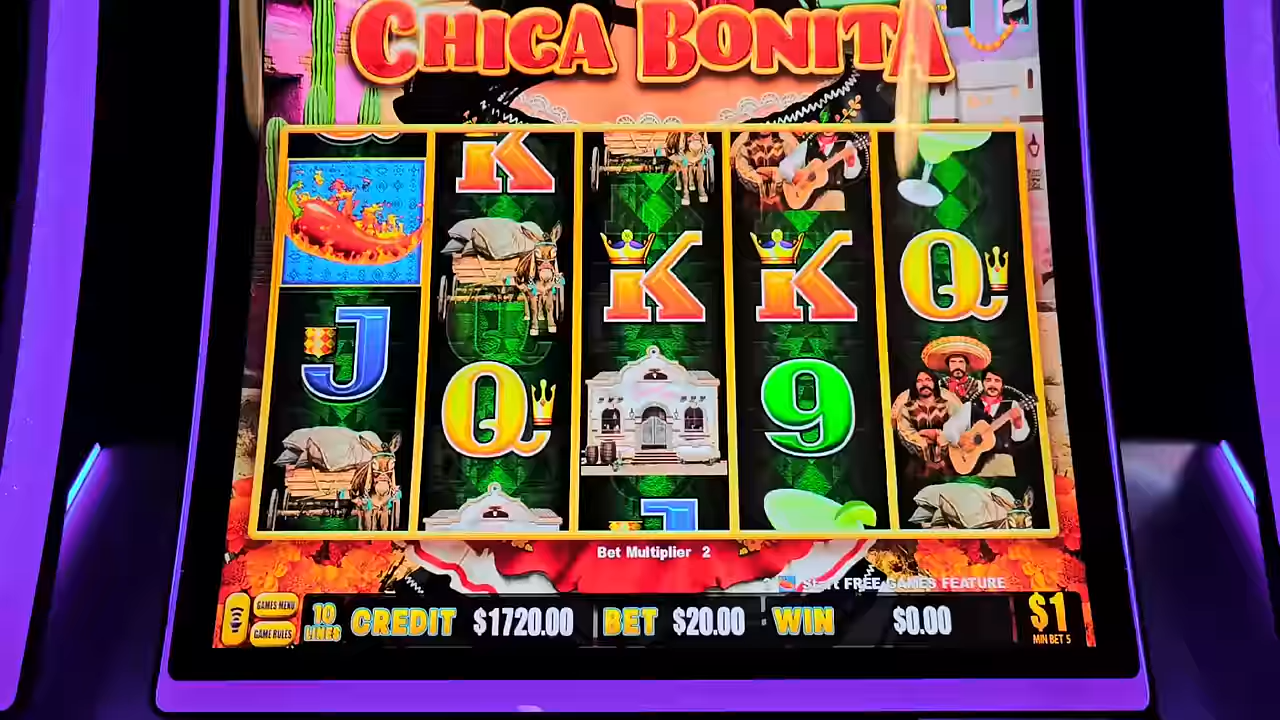 CHICA BONITA
K
K
K
Q
J
Q
9
J
Bet Multiplier 2
Start FREE GAMES FEATURE
GAMES MENU
GAME RULES
10
LINES
CREDIT $1720.00 BET $20.00 WIN $0.00
$1
MIN BET 5